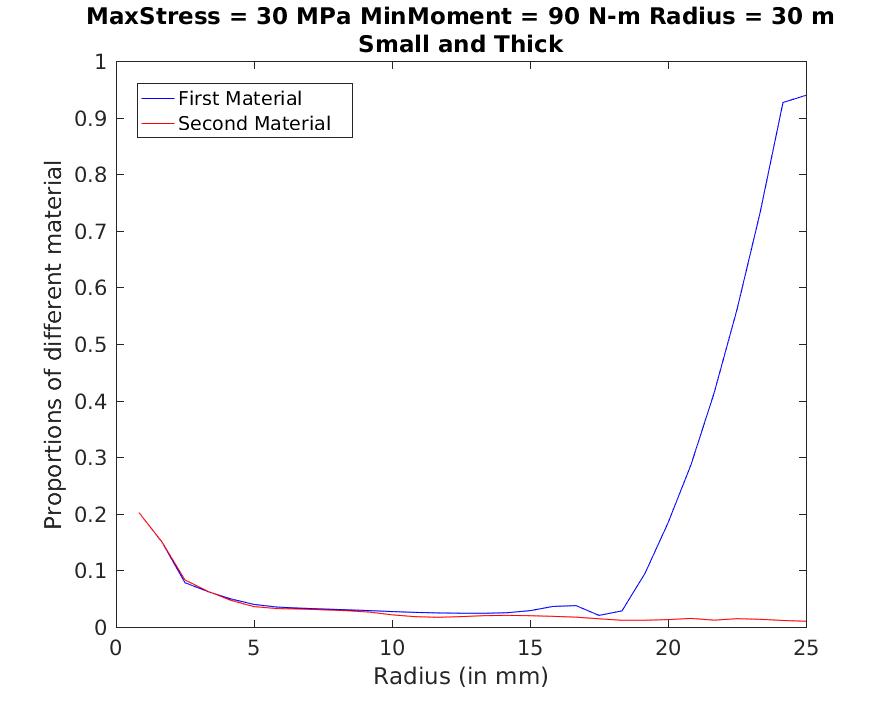 MaxStress = 30 MPa MinMoment = 90 N-m Radius = 30 m
Small and Thick
1
First Material
Second Material
0.9
0.8
0.7
0.6
0.5
0.4
0.3
0.2
0.1
0
Proportions of different material
0 5 10 15 20 25
Radius (in mm)